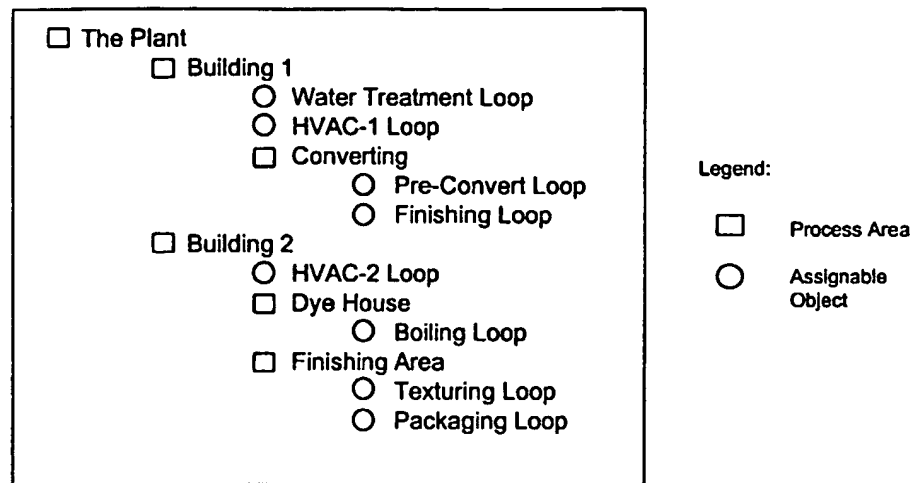 The Plant
Building 1
Water Treatment Loop
HVAC-1 Loop
Converting
Pre-Convert Loop
Finishing Loop
Building 2
HVAC-2 Loop
Dye House
Boiling Loop
Finishing Area
Texturing Loop
Packaging Loop
Legend:
Process Area
Assignable
Object